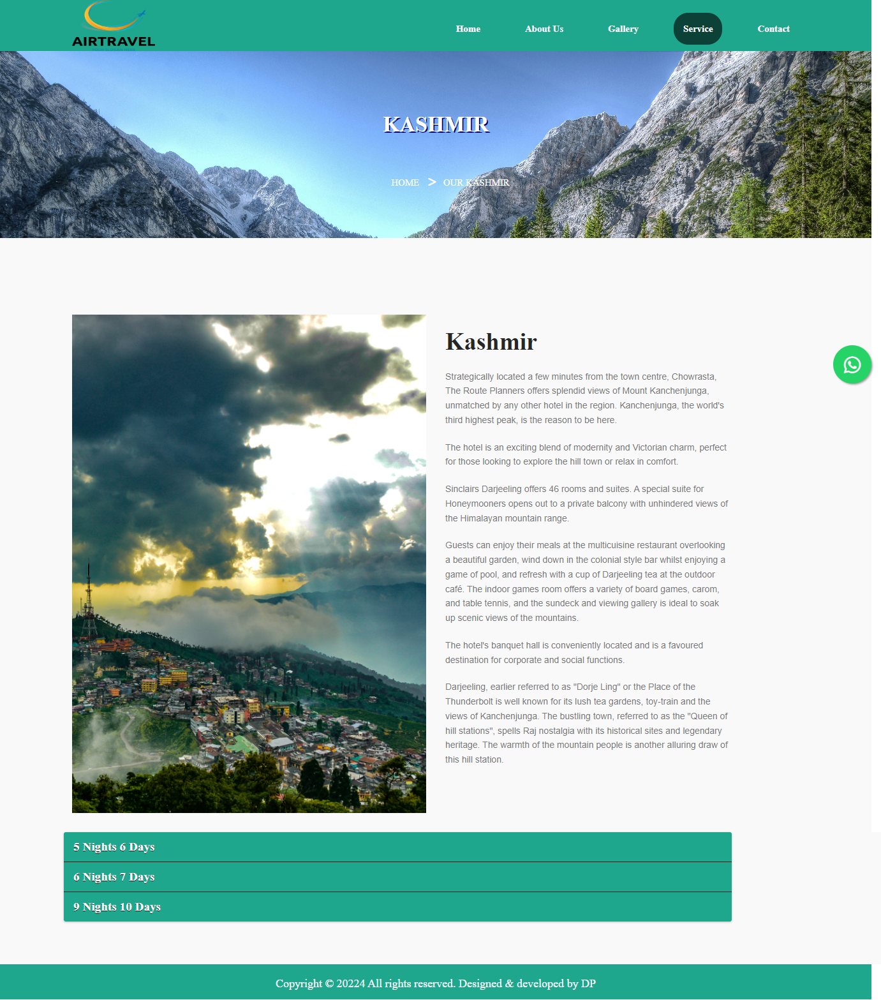 AIRTRAVEL
YOUR SLOGAN HERE
Home
About Us
Gallery
Service
Contact
KASHMIR
HOME > OUR KASHMIR
Kashmir
Strategically located a few minutes from the town centre, Chowrasta,
The Route Planners offers splendid views of Mount Kanchenjunga,
unmatched by any other hotel in the region. Kanchenjunga, the world's
third highest peak, is the reason to be here.
The hotel is an exciting blend of modernity and Victorian charm, perfect
for those looking to explore the hill town or relax in comfort.
Sinclairs Darjeeling offers 46 rooms and suites. A special suite for
Honeymooners opens out to a private balcony with unhindered views of
the Himalayan mountain range.
Guests can enjoy their meals at the multicuisine restaurant overlooking
a beautiful garden, wind down in the colonial style bar whilst enjoying a
game of pool, and refresh with a cup of Darjeeling tea at the outdoor
café. The indoor games room offers a variety of board games, carom,
and table tennis, and the sundeck and viewing gallery is ideal to soak
up scenic views of the mountains.
The hotel's banquet hall is conveniently located and is a favoured
destination for corporate and social functions.
Darjeeling, earlier referred to as "Dorje Ling" or the Place of the
Thunderbolt is well known for its lush tea gardens, toy-train and the
views of Kanchenjunga. The bustling town, referred to as the "Queen of
hill stations", spells Raj nostalgia with its historical sites and legendary
heritage. The warmth of the mountain people is another alluring draw of
this hill station.
5 Nights 6 Days
6 Nights 7 Days
9 Nights 10 Days
Copyright © 20224 All rights reserved. Designed & developed by DP